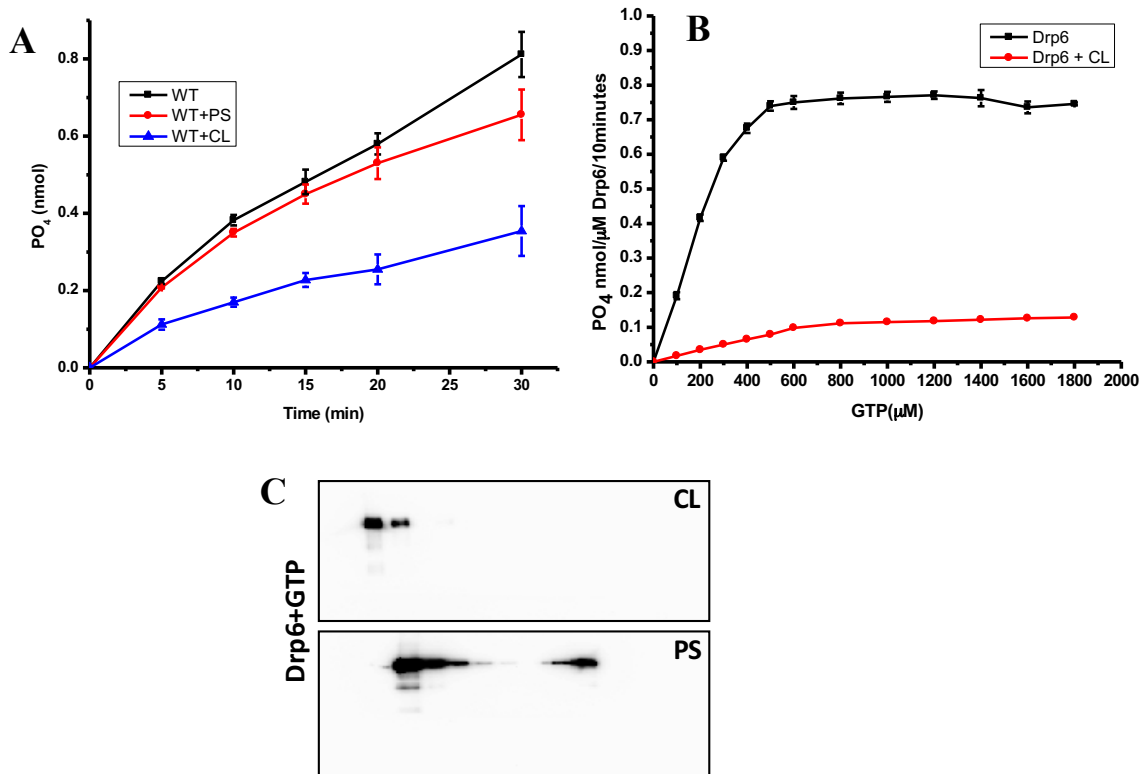 A
PO4 (nmol)
0.8
0.6
0.4
0.2
0.0
WT
WT+PS
WT+CL
0 5 10 15 20 25 30
Time (min)
B
PO4 nmol/µM Drp6/10minutes
1.0
0.9
0.8
0.7
0.6
0.5
0.4
0.3
0.2
0.1
0.0
Drp6
Drp6 + CL
0 200 400 600 800 1000 1200 1400 1600 1800 2000
GTP(µM)
C
Drp6+GTP
CL
PS